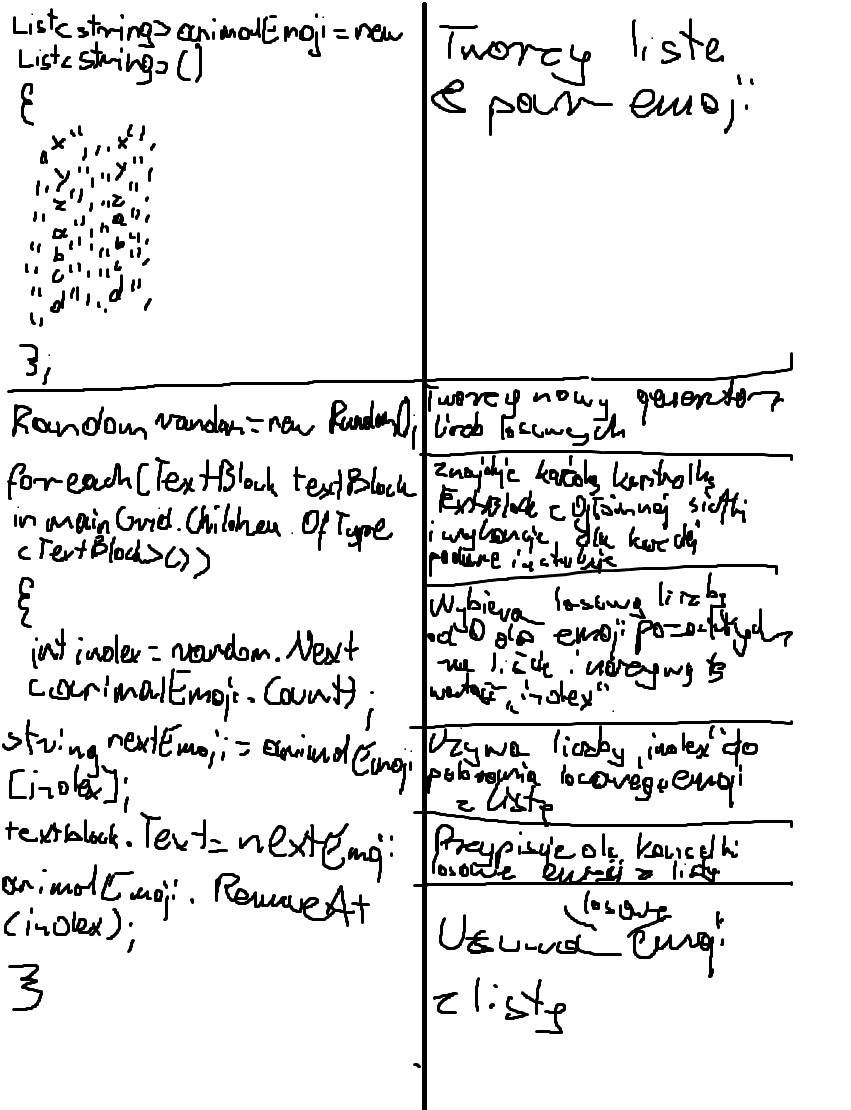 List<string> animalEmoji = new
List<string>()
{
"x", "x",
"y", "y",
"z", "z",
"a", "a",
"b", "b",
"c", "c",
"d", "d",
};
Random random = new Random();
foreach (TextBlock textBlock
in mainGrid.Children.OfType
<TextBlock>())
{
int index = random.Next
(animalEmoji.Count);
string nextEmoji = animalEmoji
[index];
textblock.Text = nextEmoji
animalEmoji.RemoveAt
(index);
}
Tworzy liste
par emoji
Tworzy nowy generator
liczb losowych
Znajduje każdą kontrolkę
TextBlock z siatki
i wykonuje dla każdej
podane
Wybiera losową liczbę
od 0 do emoji pozostałych
na liście i nazywa tę
wartość "index"
Używa liczby "index" do
pobrania losowego emoji
z listy
Przypisuje do kontrolki
losowe emoji z listy
Usuwa losowe emoji
z listy